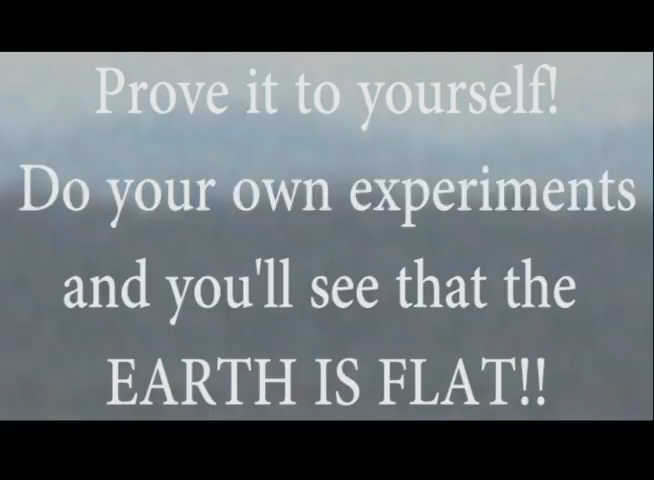 Prove it to yourself!
Do your own experiments
and you'll see that the
EARTH IS FLAT!!